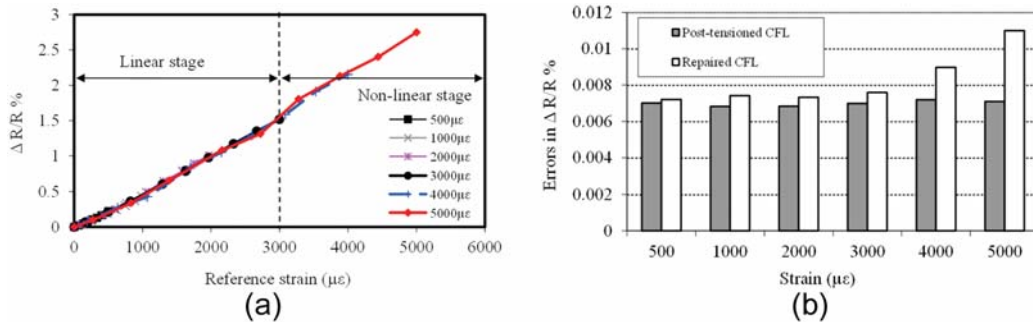 3
2.5
2
1.5
1
0.5
0
Δ R/R %
Linear stage
Non-linear stage
500με
1000με
2000με
3000με
4000με
5000με
0 1000 2000 3000 4000 5000 6000
Reference strain (με)
(a)
0.012
0.01
0.008
0.006
0.004
0.002
0
Errors in Δ R/R %
Post-tensioned CFL
Repaired CFL
500 1000 2000 3000 4000 5000
Strain (με)
(b)